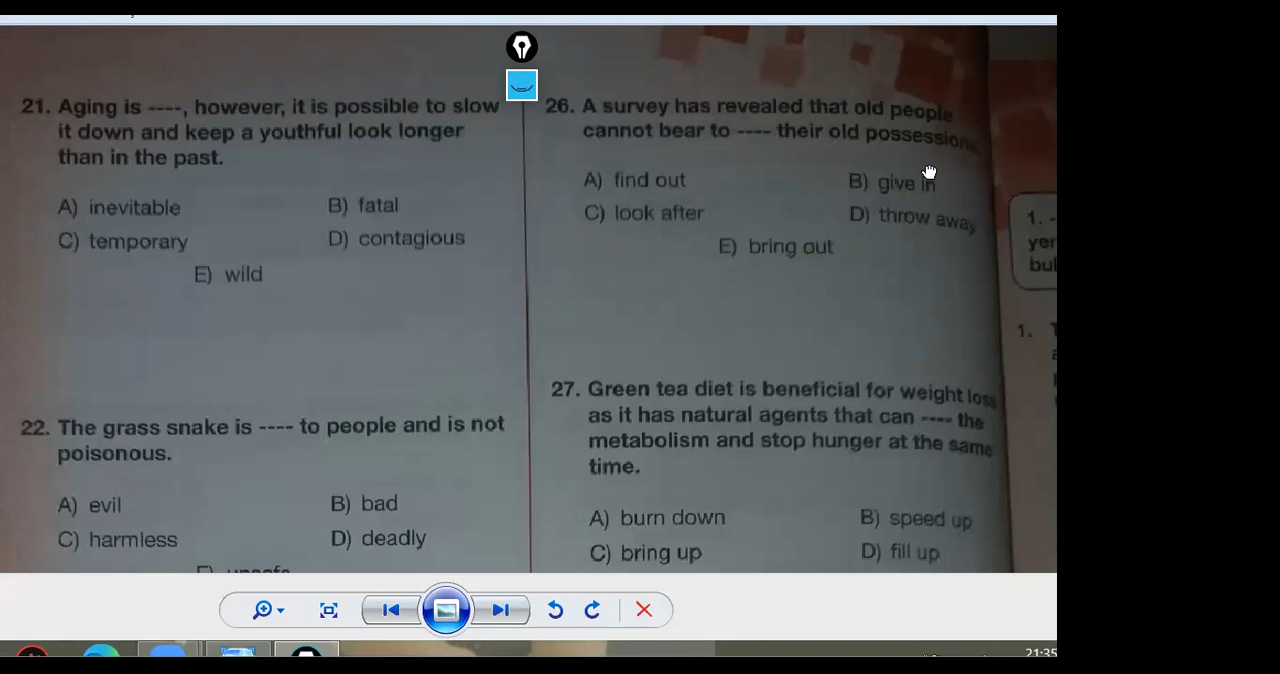 21. Aging is ----, however, it is possible to slow
it down and keep a youthful look longer
than in the past.
A) inevitable
B) fatal
C) temporary
D) contagious
E) wild
22. The grass snake is ---- to people and is not
poisonous.
A) evil
B) bad
C) harmless
D) deadly
26. A survey has revealed that old people
cannot bear to ---- their old possessions
A) find out
B) give in
C) look after
D) throw away
E) bring out
27. Green tea diet is beneficial for weight loss
as it has natural agents that can ---- the
metabolism and stop hunger at the same
time.
A) burn down
B) speed up
C) bring up
D) fill up
1. -
1.
21:35